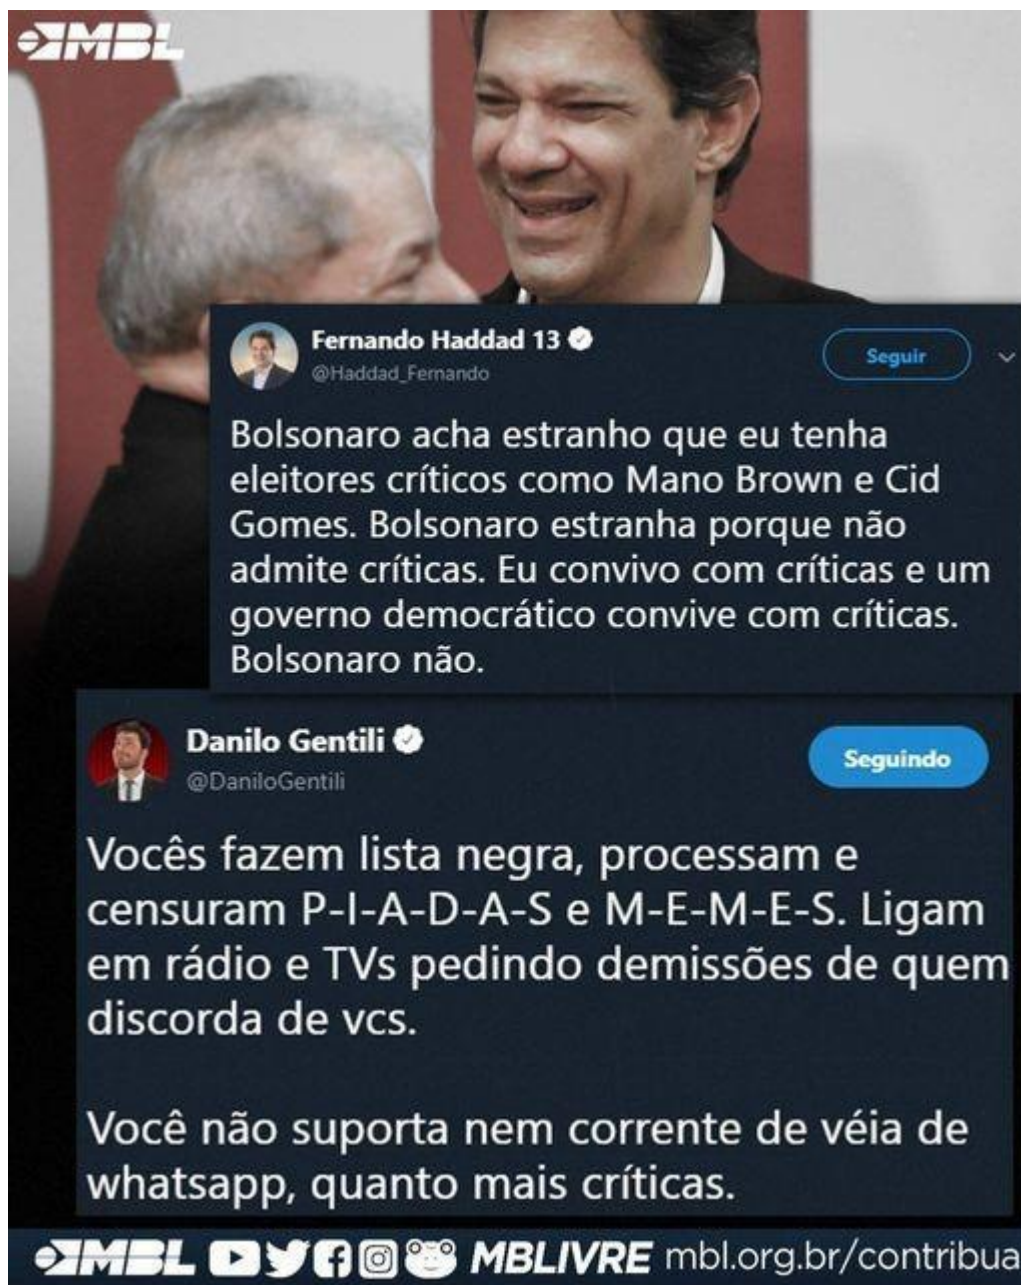 MBL
Fernando Haddad 13
Seguir
@Haddad_Fernando
Bolsonaro acha estranho que eu tenha
eleitores críticos como Mano Brown e Cid
Gomes. Bolsonaro estranha porque não
admite críticas. Eu convivo com críticas e um
governo democrático convive com críticas.
Bolsonaro não.
Danilo Gentili
Seguindo
@DaniloGentili
Vocês fazem lista negra, processam e
censuram P-I-A-D-A-S e M-E-M-E-S. Ligam
em rádio e TVs pedindo demissões de quem
discorda de vcs.
Você não suporta nem corrente de véia de
whatsapp, quanto mais críticas.
MBL MBLIVRE mbl.org.br/contribua